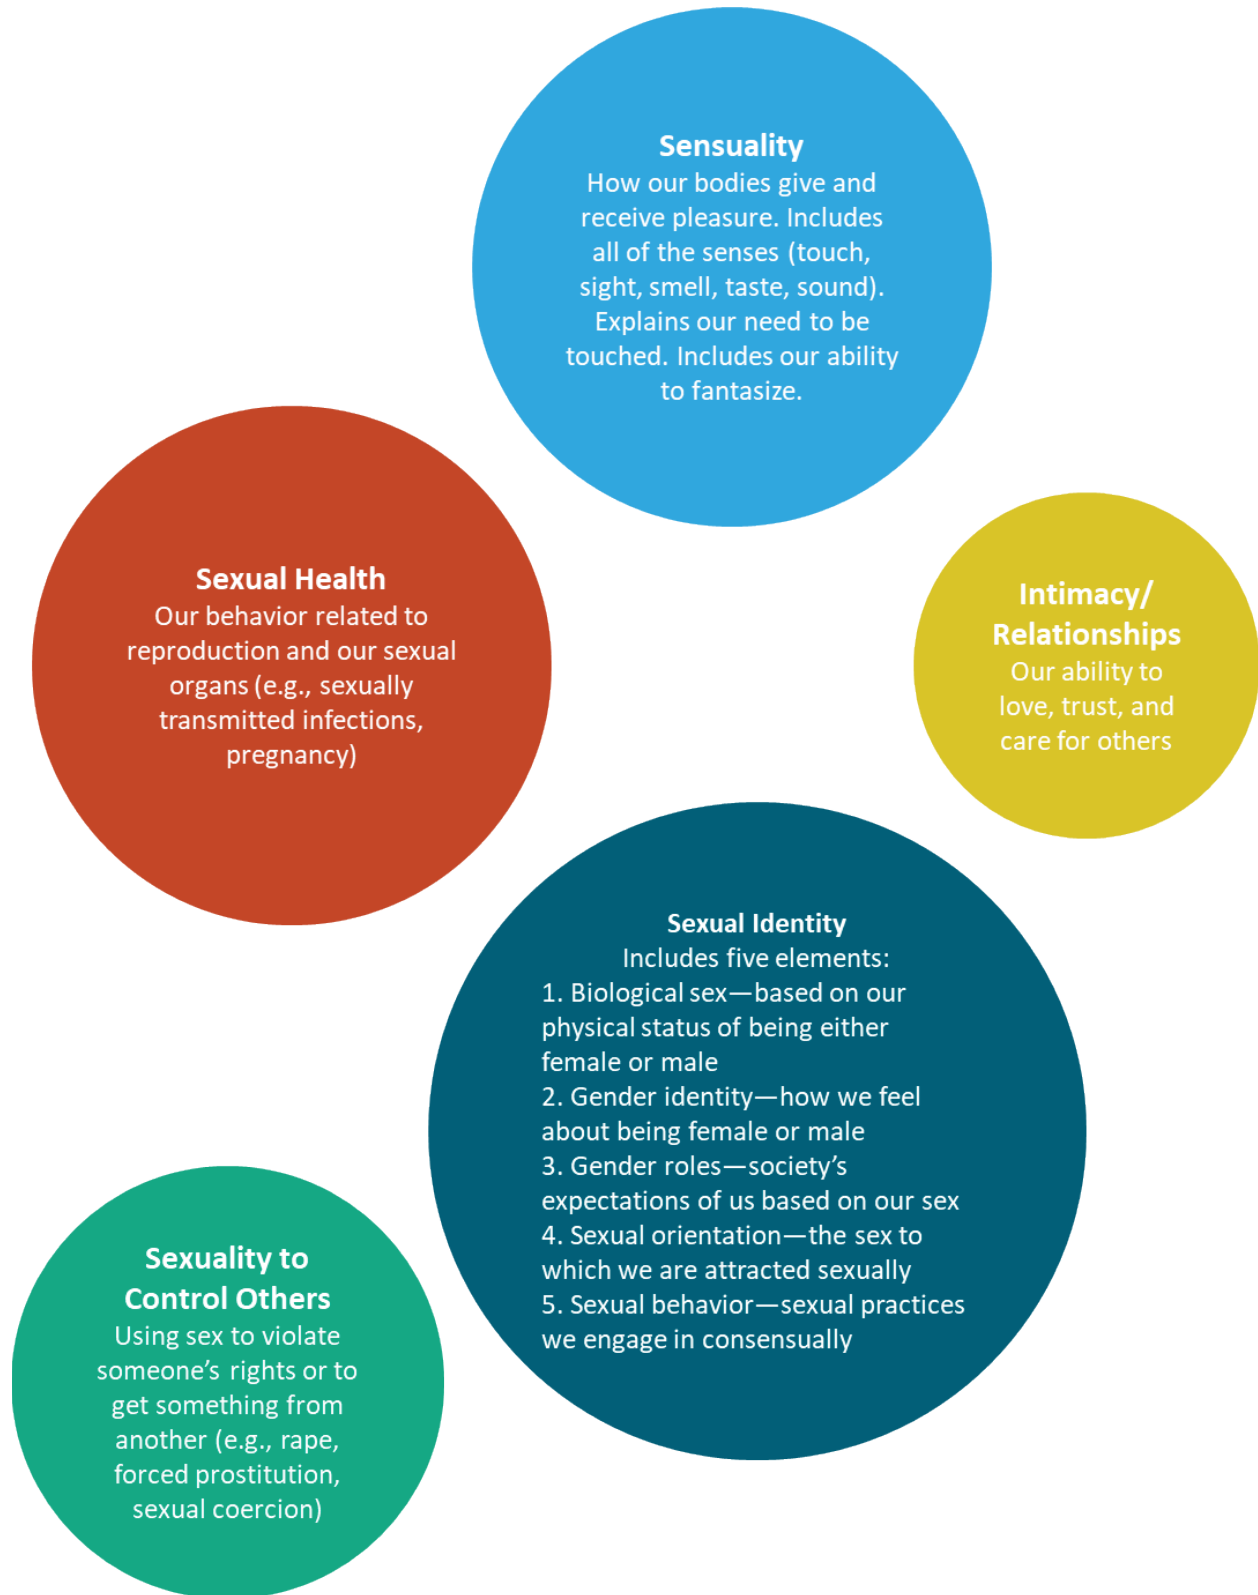 Sensuality
How our bodies give and
receive pleasure. Includes
all of the senses (touch,
sight, smell, taste, sound).
Explains our need to be
touched. Includes our ability
to fantasize.
Sexual Health
Our behavior related to
reproduction and our sexual
organs (e.g., sexually
transmitted infections,
pregnancy)
Intimacy/
Relationships
Our ability to
love, trust, and
care for others
Sexual Identity
Includes five elements:
1. Biological sex—based on our
physical status of being either
female or male
2. Gender identity—how we feel
about being female or male
3. Gender roles—society’s
expectations of us based on our sex
4. Sexual orientation—the sex to
which we are attracted sexually
5. Sexual behavior—sexual practices
we engage in consensually
Sexuality to
Control Others
Using sex to violate
someone’s rights or to
get something from
another (e.g., rape,
forced prostitution,
sexual coercion)